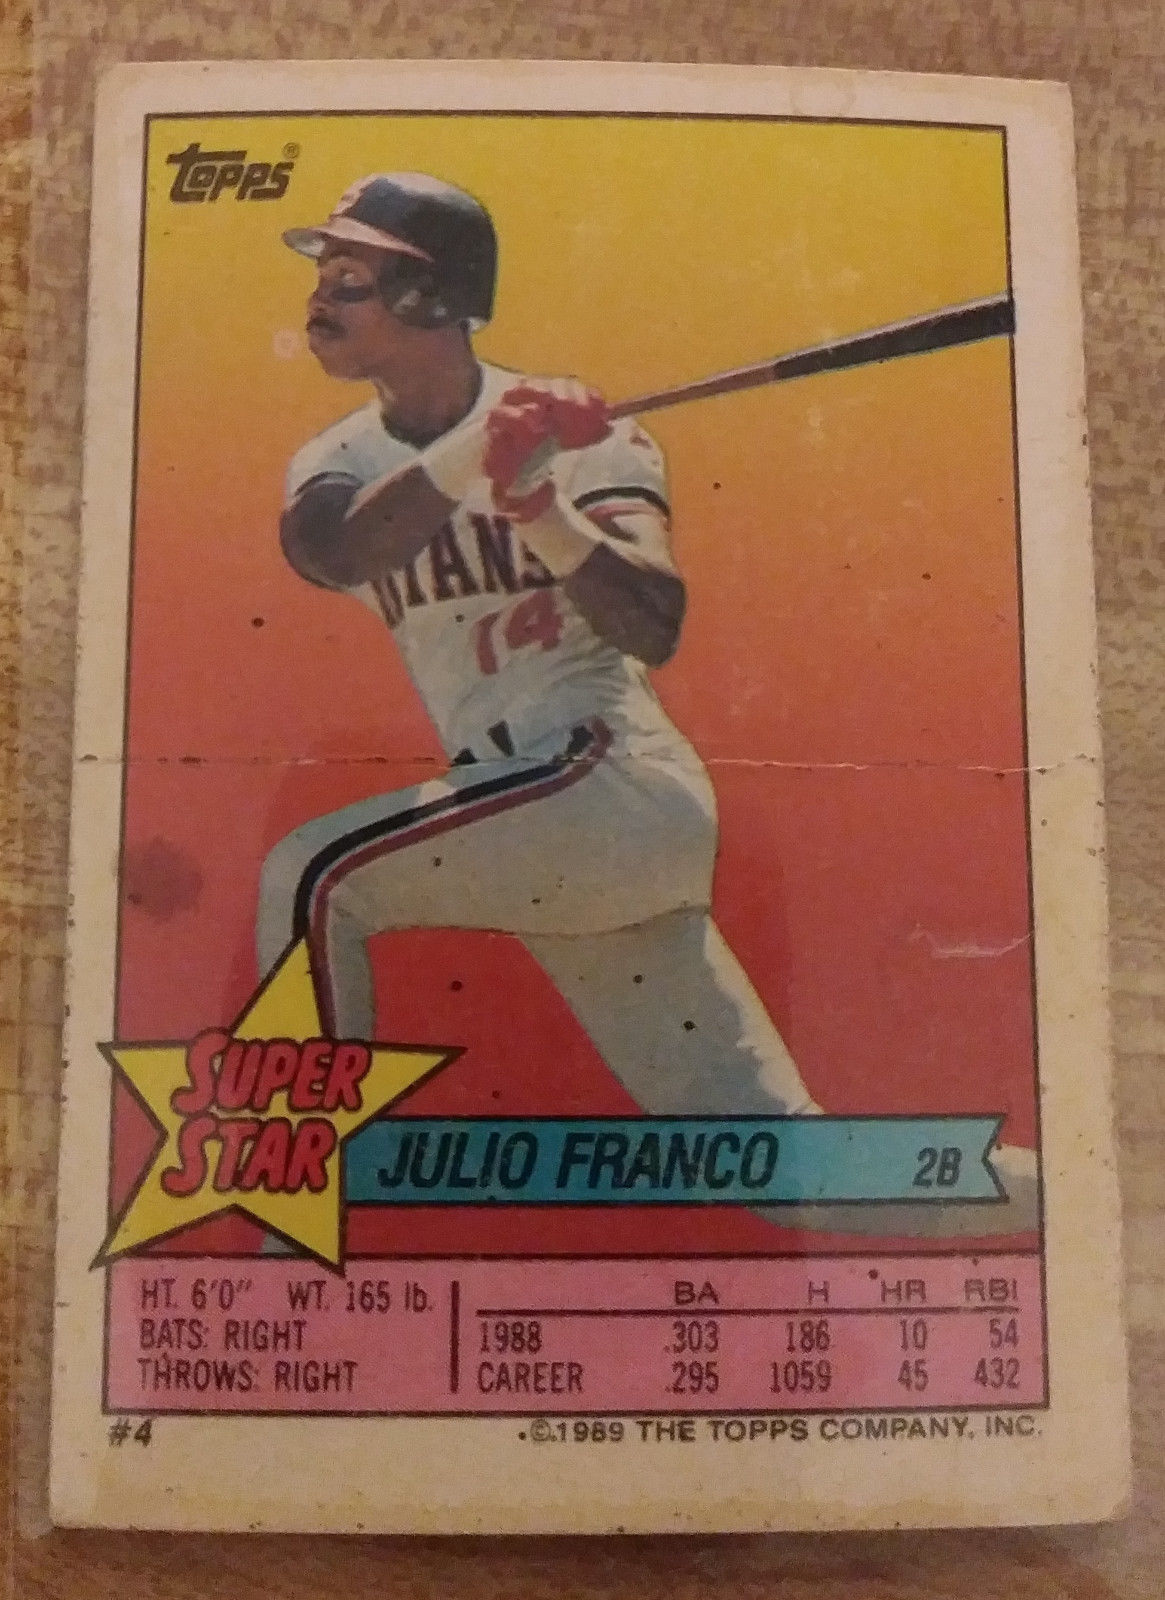 TOPPS®
14
SUPER
STAR
JULIO FRANCO 2B
HT. 6'0" WT. 165 lb.
BATS: RIGHT
THROWS: RIGHT
BA H HR RBI
1988 .303 186 10 54
CAREER .295 1059 45 432
#4 ©1989 THE TOPPS COMPANY, INC.